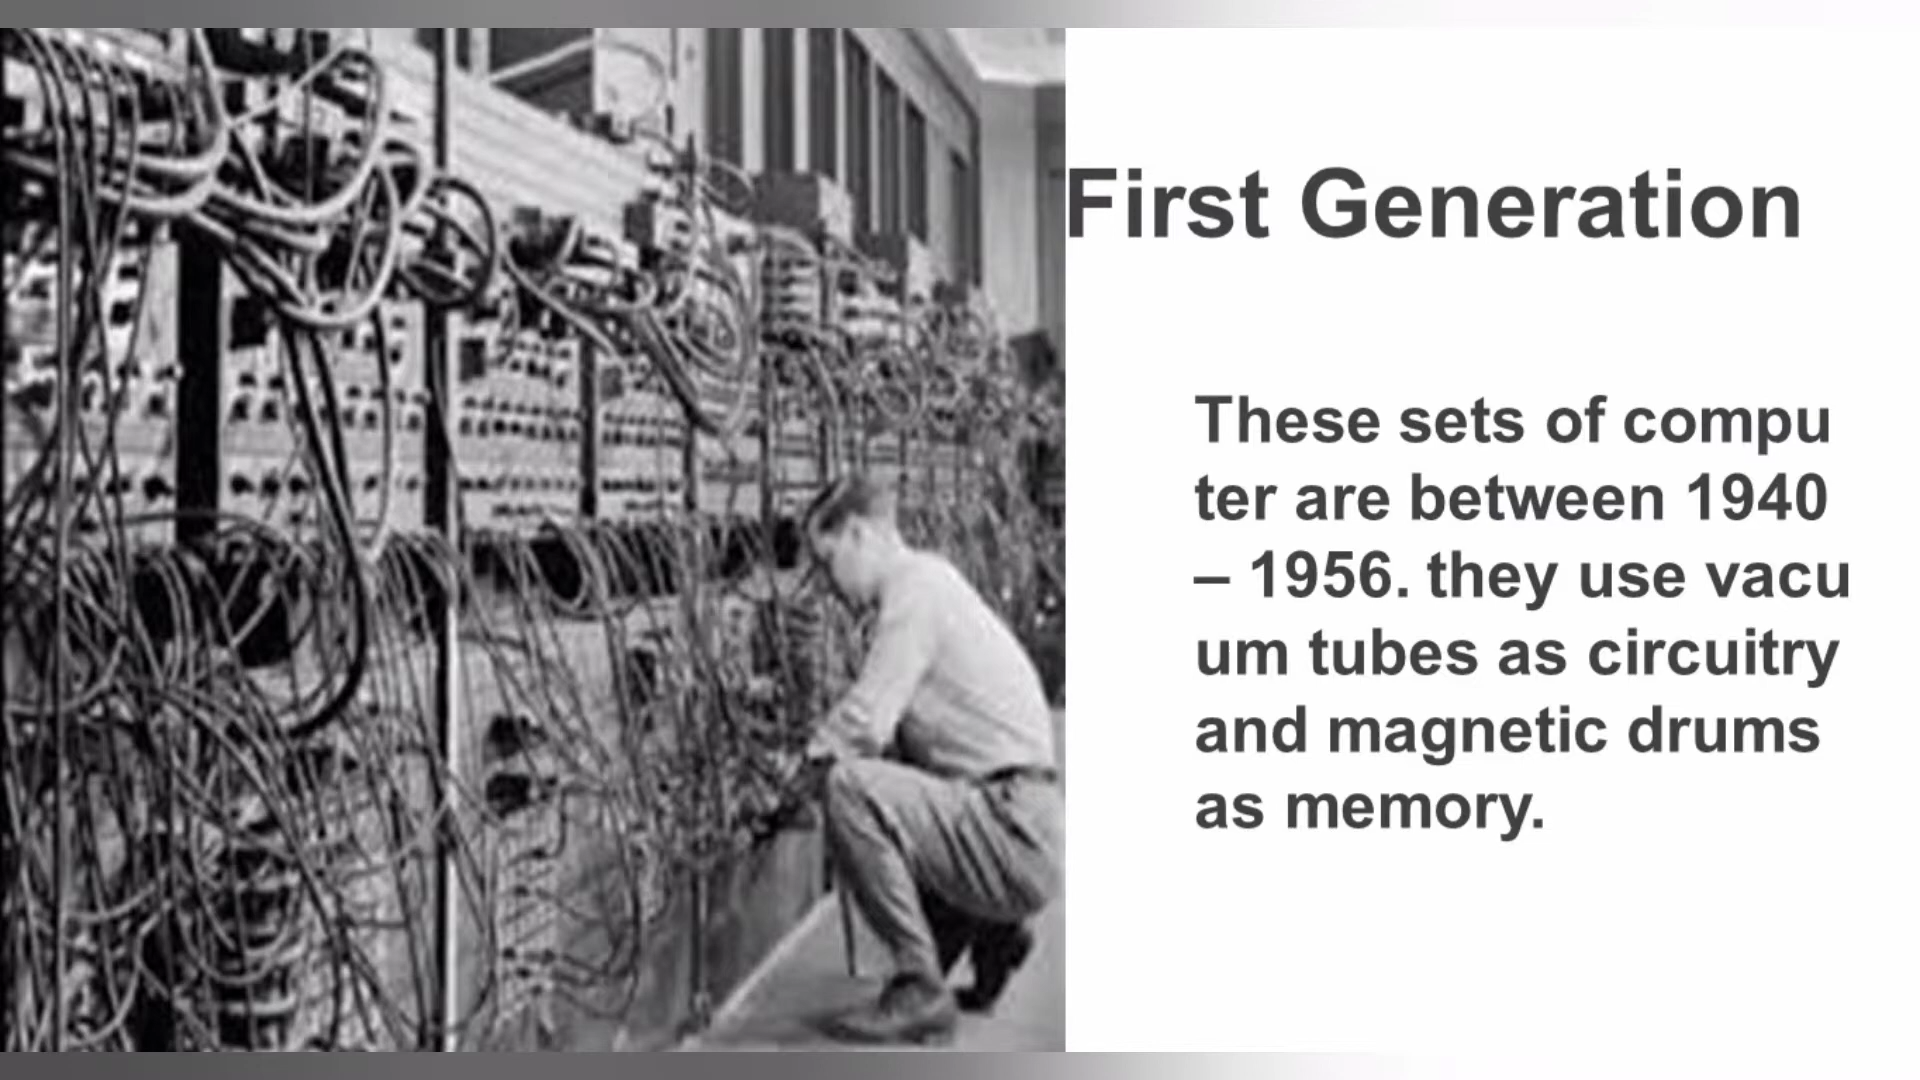 First Generation
These sets of compu
ter are between 1940
– 1956. they use vacu
um tubes as circuitry
and magnetic drums
as memory.